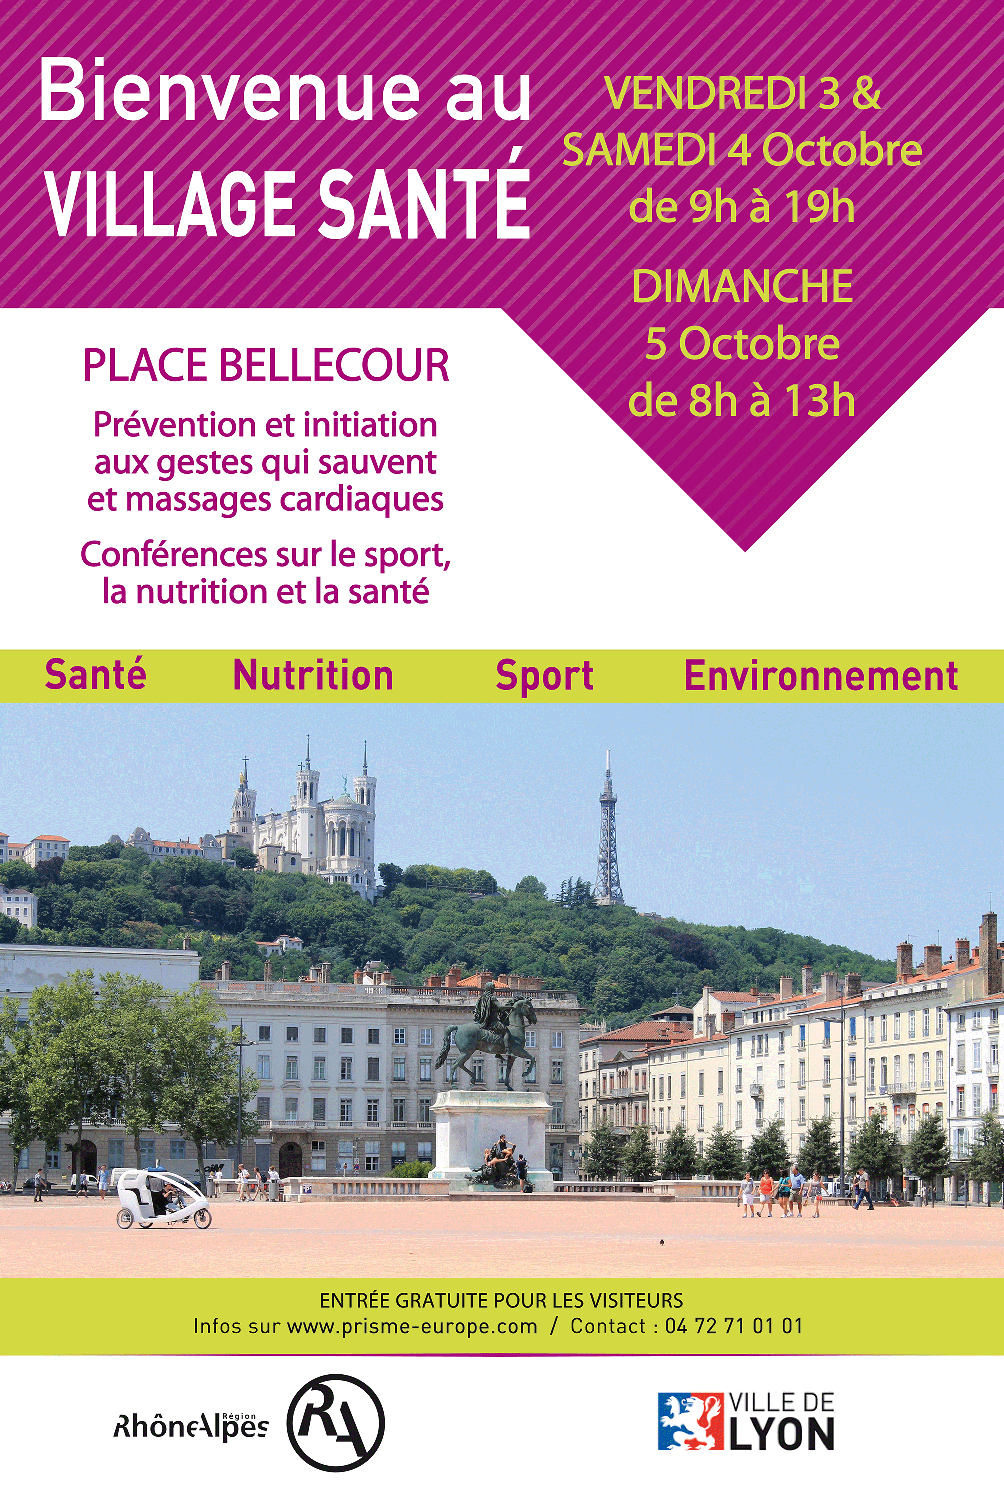 Bienvenue au
VILLAGE SANTÉ
VENDREDI 3 &
SAMEDI 4 Octobre
de 9h à 19h
DIMANCHE
5 Octobre
de 8h à 13h
PLACE BELLECOUR
Prévention et initiation
aux gestes qui sauvent
et massages cardiaques
Conférences sur le sport,
la nutrition et la santé
Santé Nutrition Sport Environnement
ENTRÉE GRATUITE POUR LES VISITEURS
Infos sur www.prisme-europe.com / Contact : 04 72 71 01 01
RhôneAlpes Région
RA
VILLE DE
LYON